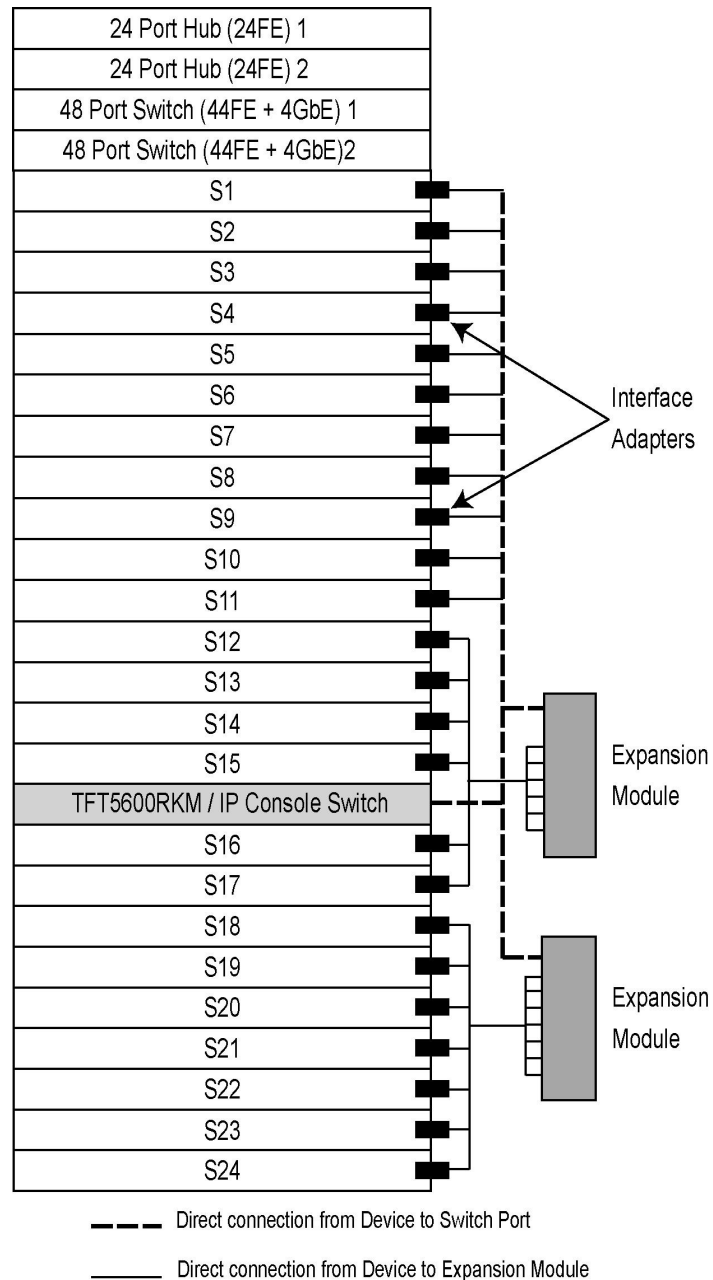 24 Port Hub (24FE) 1
24 Port Hub (24FE) 2
48 Port Switch (44FE + 4GbE) 1
48 Port Switch (44FE + 4GbE)2
S1
S2
S3
S4
S5
S6
S7
S8
S9
S10
S11
S12
S13
S14
S15
TFT5600RKM / IP Console Switch
S16
S17
S18
S19
S20
S21
S22
S23
S24
Interface
Adapters
Expansion
Module
Expansion
Module
Direct connection from Device to Switch Port
Direct connection from Device to Expansion Module